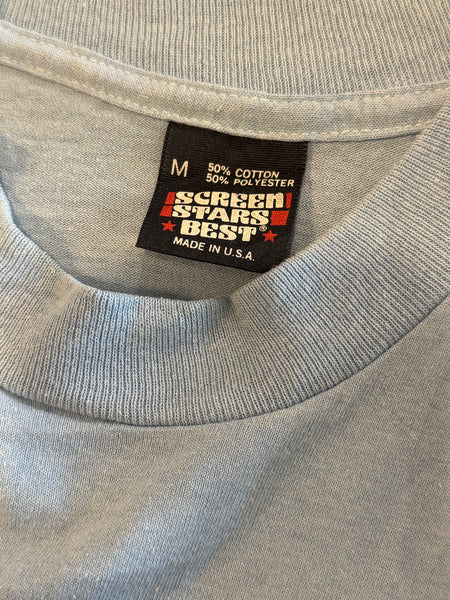 M 50% COTTON
50% POLYESTER
SCREEN
STARS
BEST®
MADE IN U.S.A.